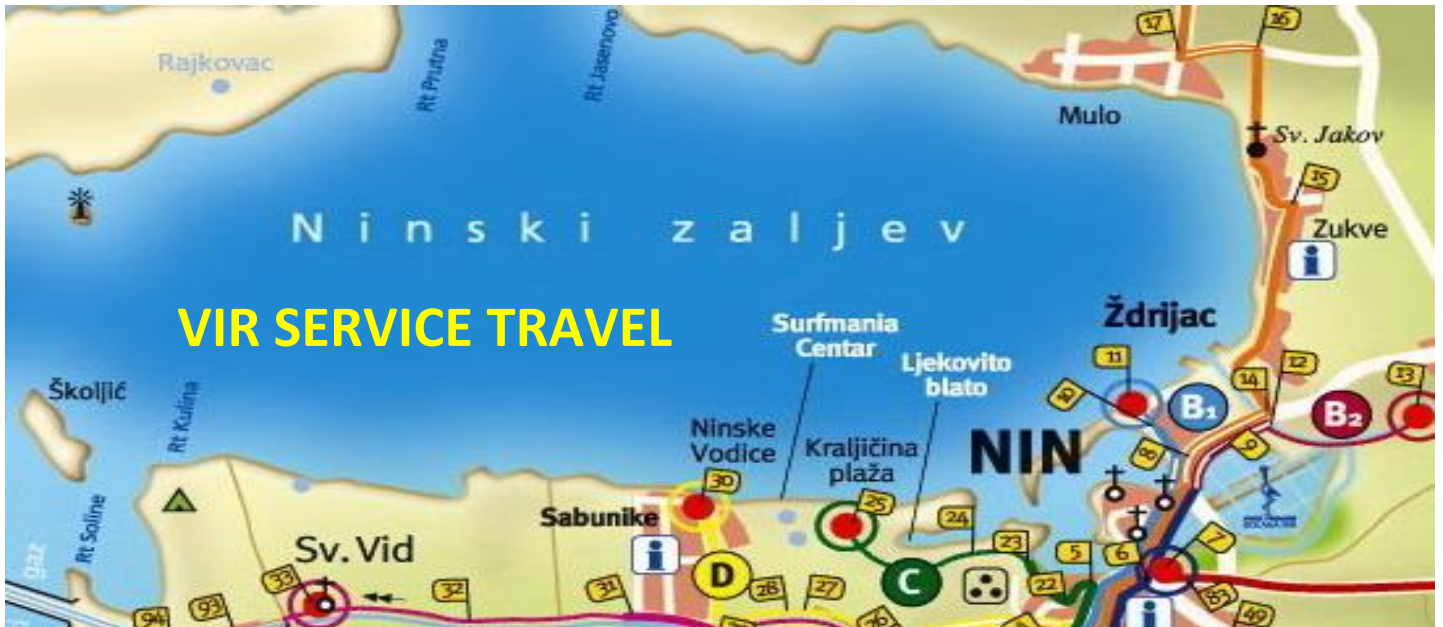 17
16
Rajkovac
Rt Prutna
Rt Jasenovo
Mulo
Sv. Jakov
15
Zukve
i
Ninski zaljev
VIR SERVICE TRAVEL
Surfmania
Centar
Ljekovito
blato
Ždrijac
11
10
B1
14
12
13
B2
Školjić
Rt Kulina
Ninske
Vodice
Kraljičina
plaža
NIN
8
9
30
25
Sabunike
i
24
23
Rt Soline
gaz
Sv. Vid
33
32
31
D
28
27
C
22
5
6
7
94
93
26
i
83
49